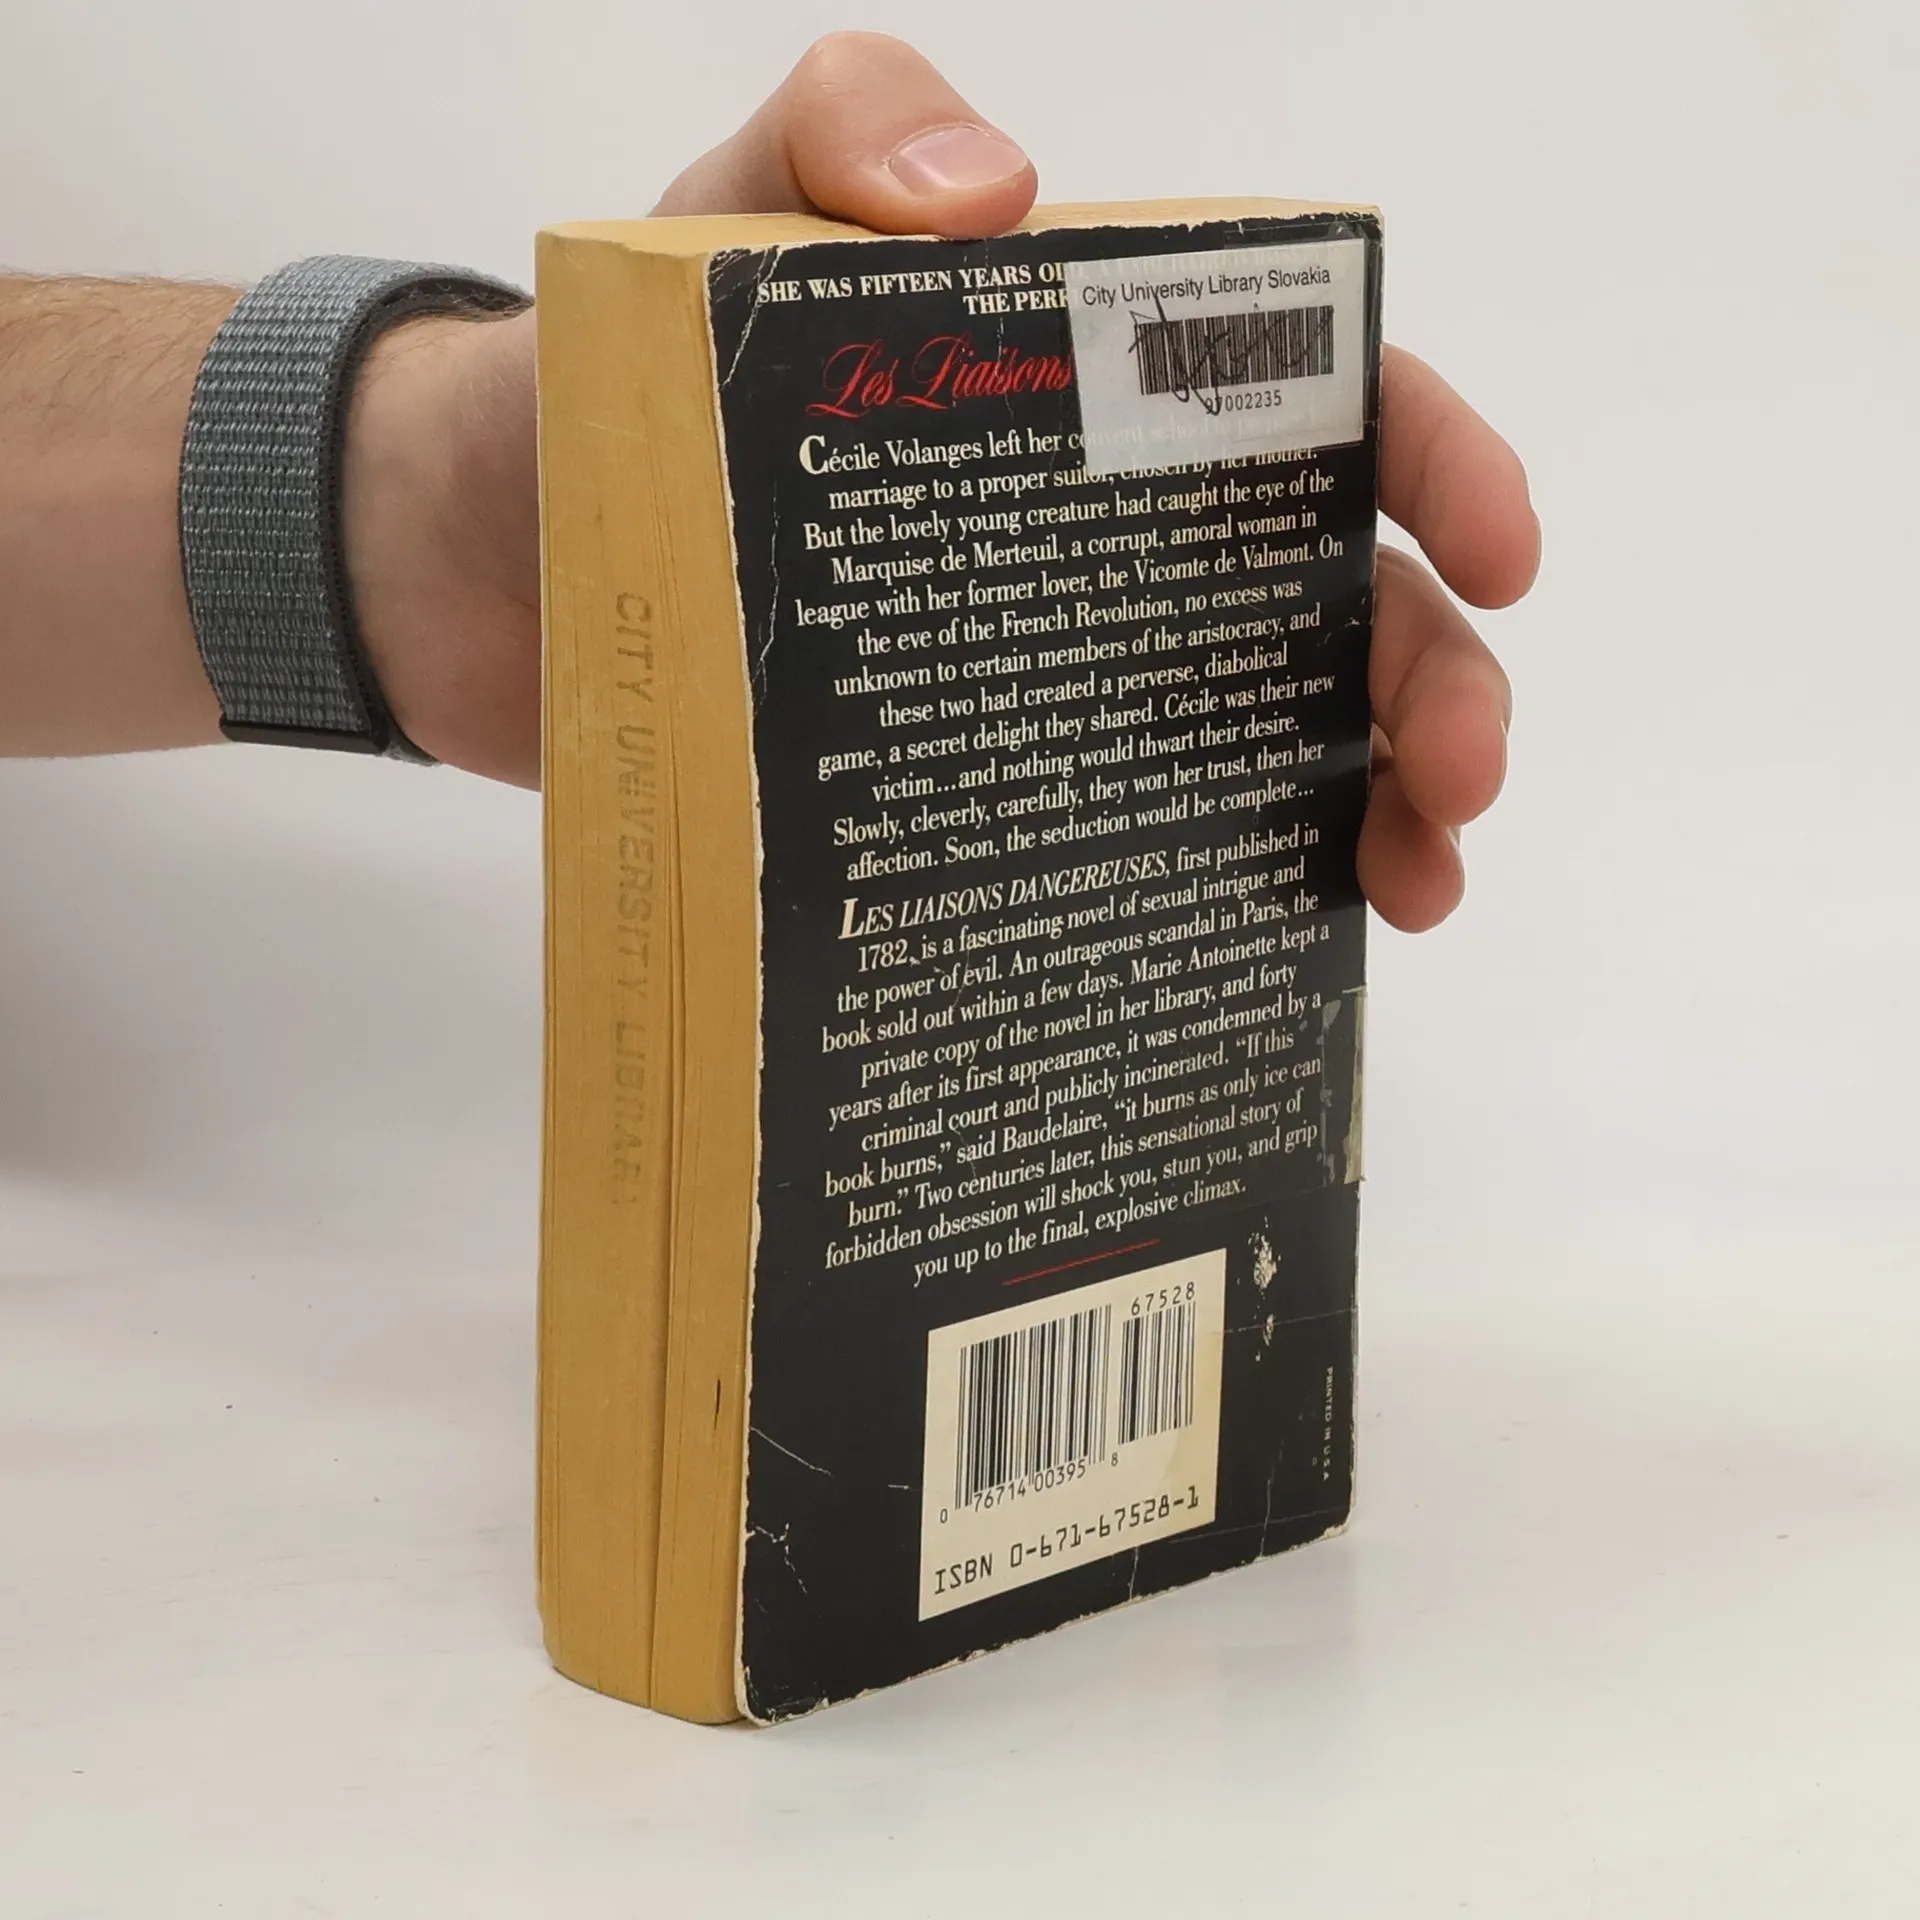 SHE WAS FIFTEEN YEARS
THE
City University Library Slovakia
97002235
Les Liaisons
Cécile Volanges left her convent school to
marriage to a proper suitor, chosen by her mother.
But the lovely young creature had caught the eye of the
Marquise de Merteuil, a corrupt, amoral woman in
league with her former lover, the Vicomte de Valmont. On
the eve of the French Revolution, no excess was
unknown to certain members of the aristocracy, and
these two had created a perverse, diabolical
game, a secret delight they shared. Cécile was their new
victim...and nothing would thwart their desire.
Slowly, cleverly, carefully, they won her trust, then her
affection. Soon, the seduction would be complete...
LES LIAISONS DANGEREUSES, first published in
1782, is a fascinating novel of sexual intrigue and
the power of evil. An outrageous scandal in Paris, the
book sold out within a few days. Marie Antoinette kept a
private copy of the novel in her library, and forty
years after its first appearance, it was condemned by a
criminal court and publicly incinerated. “If this
book burns,” said Baudelaire, “it burns as only ice can
burn.” Two centuries later, this sensational story of
forbidden obsession will shock you, stun you, and grip
you up to the final, explosive climax.
67528
0 76714 00395 8
ISBN 0-671-67528-1
PRINTED IN U.S.A.
CITY UNIVERSITY LIBRARY